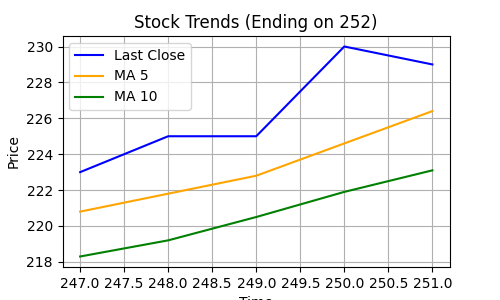 Stock Trends (Ending on 252)
Last Close
MA 5
MA 10
Price
230
228
226
224
222
220
218
247.0 247.5 248.0 248.5 249.0 249.5 250.0 250.5 251.0
Time